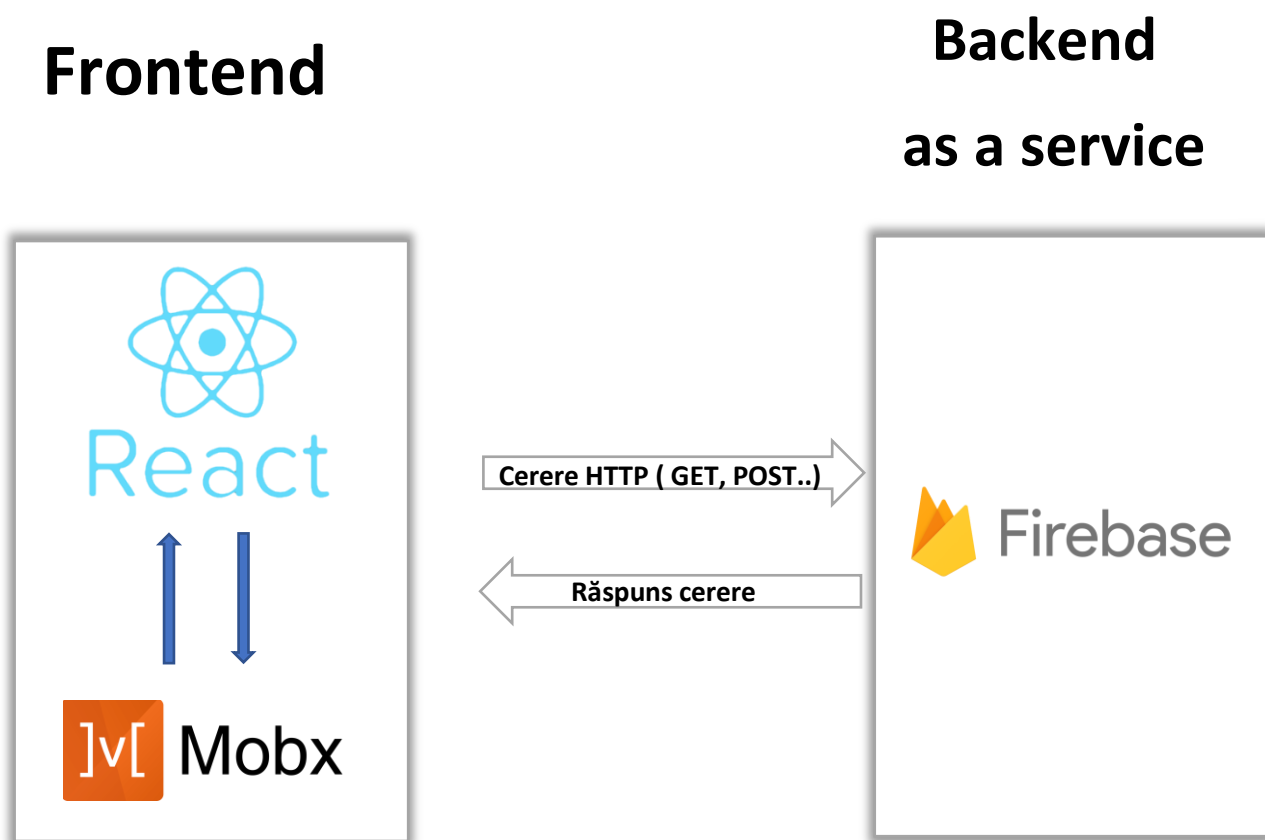 Frontend
Backend
as a service
React
Cerere HTTP ( GET, POST..)
Răspuns cerere
Firebase
]v[ Mobx